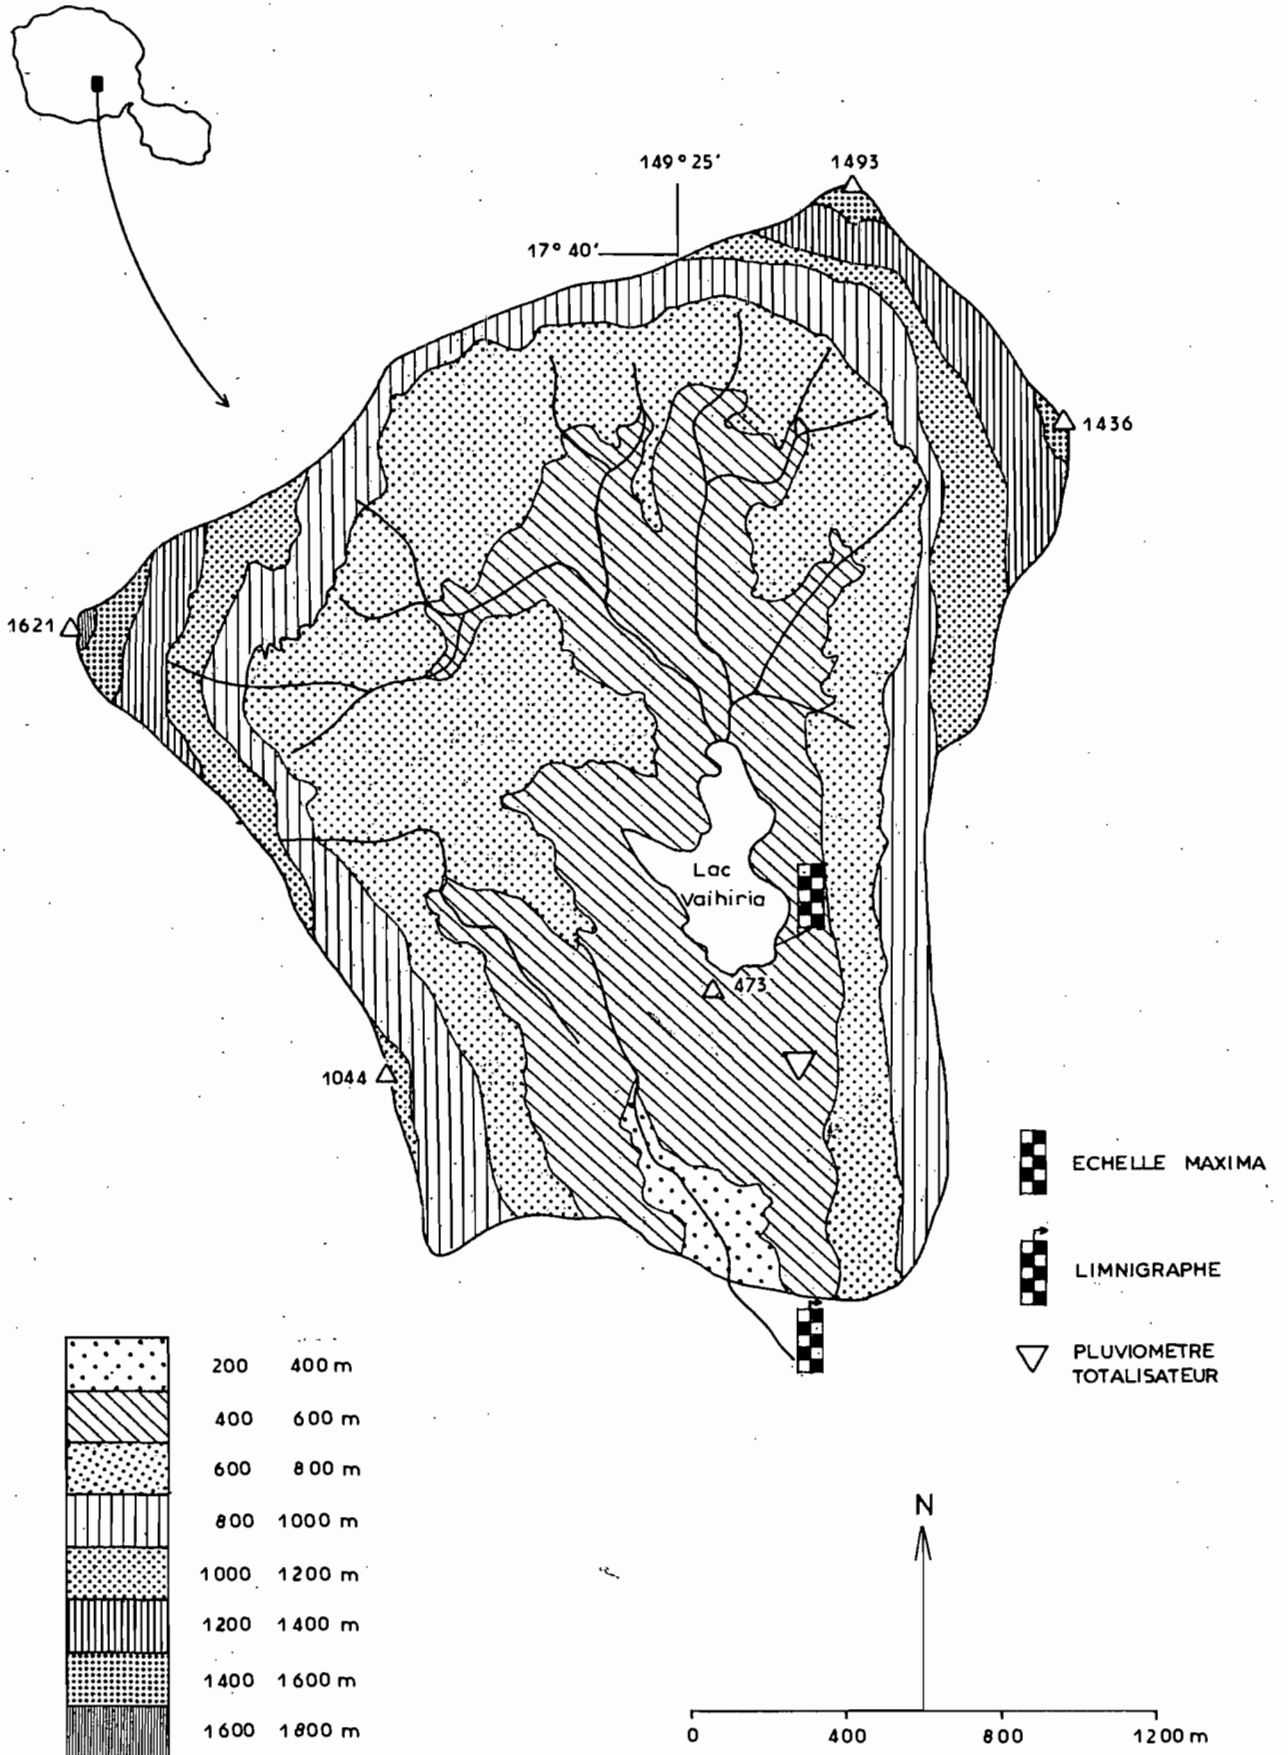 149°25'
1493
17°40'
1436
1621
Lac
Vaihiria
473
1044
ECHELLE MAXIMA
LIMNIGRAPHE
PLUVIOMETRE
TOTALISATEUR
200 400 m
400 600 m
600 800 m
800 1000 m
1000 1200 m
1200 1400 m
1400 1600 m
1600 1800 m
N
0 400 800 1200 m